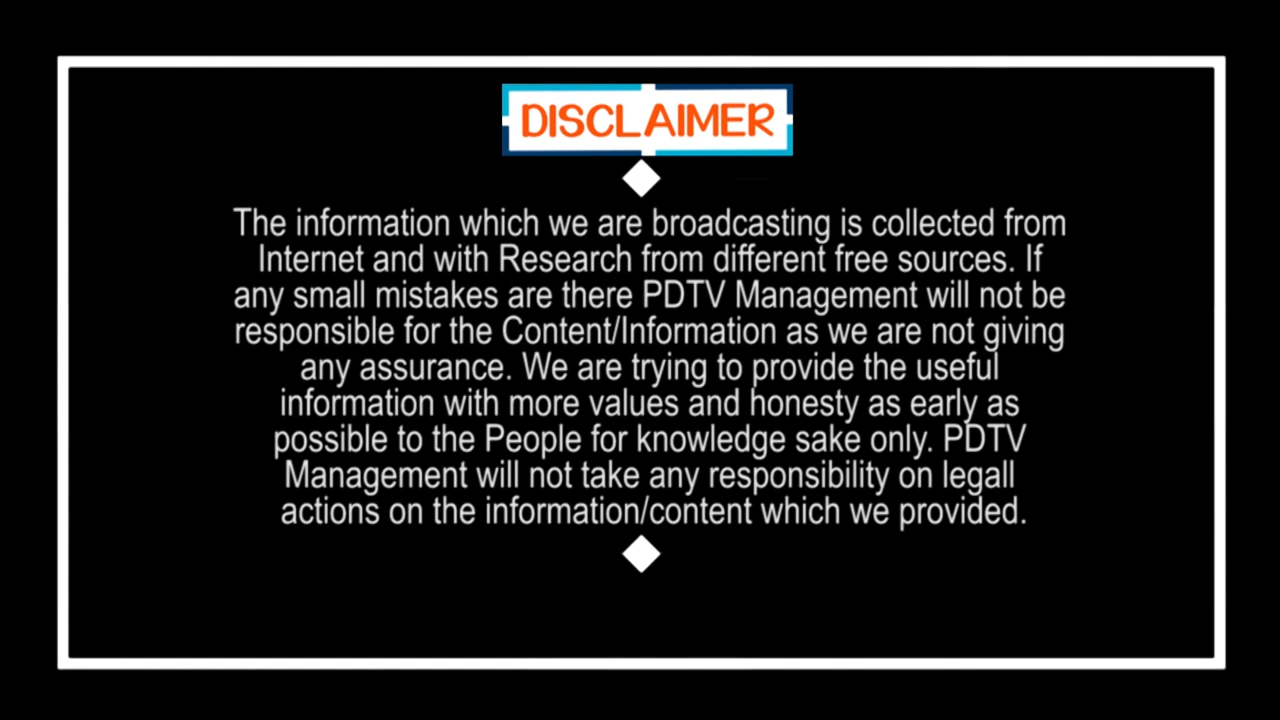 DISCLAIMER
The information which we are broadcasting is collected from
Internet and with Research from different free sources. If
any small mistakes are there PDTV Management will not be
responsible for the Content/Information as we are not giving
any assurance. We are trying to provide the useful
information with more values and honesty as early as
possible to the People for knowledge sake only. PDTV
Management will not take any responsibility on legall
actions on the information/content which we provided.